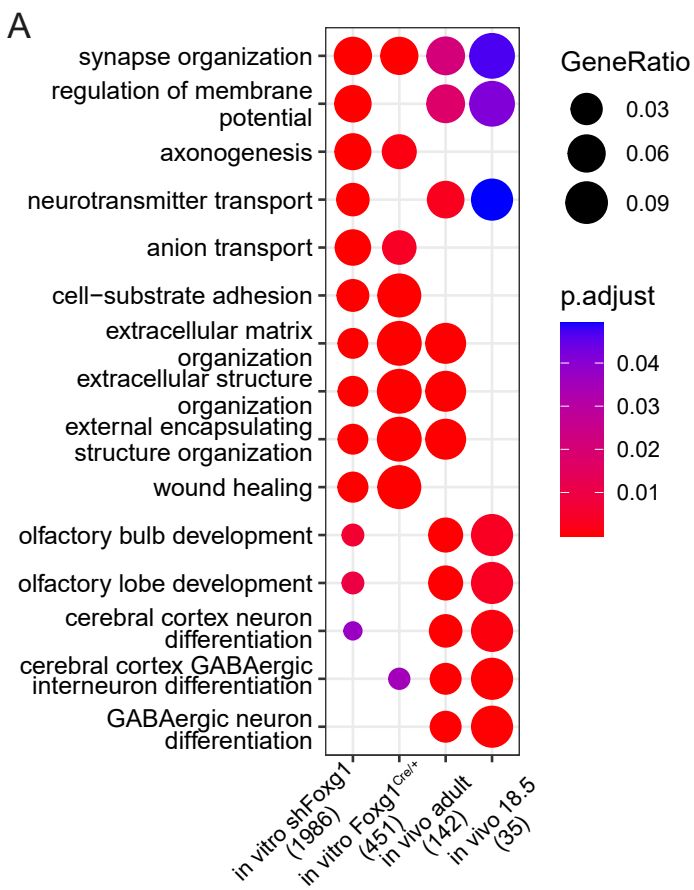 A
synapse organization
regulation of membrane
potential
axonogenesis
neurotransmitter transport
anion transport
cell−substrate adhesion
extracellular matrix
organization
extracellular structure
organization
external encapsulating
structure organization
wound healing
olfactory bulb development
olfactory lobe development
cerebral cortex neuron
differentiation
cerebral cortex GABAergic
interneuron differentiation
GABAergic neuron
differentiation
in vitro shFoxg1
(1986)
in vitro Foxg1Cre/+
(451)
in vivo adult
(142)
in vivo 18.5
(35)
GeneRatio
0.03
0.06
0.09
p.adjust
0.04
0.03
0.02
0.01